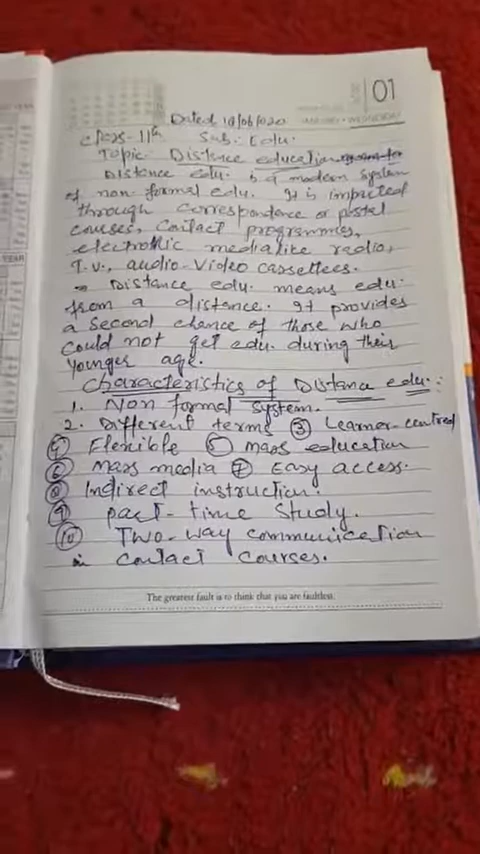 01
Dated 18/06/020
Class-11th Sub: Edu.
Topic: Distance education
Distance edu. is a modern system
of non-formal edu. It is imparted
through correspondence or postal
courses, contact programmes,
electronic media like radio,
T.V., audio-video cassettees.
Distance edu. means edu.
from a distance. It provides
a second chance of those who
could not get edu. during their
younger age.
Characteristics of Distance edu.:
1. Non formal system.
2. Different terms ③ Learner-centred
④ Flexible ⑤ mass education
⑥ mass media ⑦ Easy access.
⑧ Indirect instruction.
⑨ Part-time study.
⑩ Two-way communication
in contact courses.
The greatest fault is to think that you are faultless.